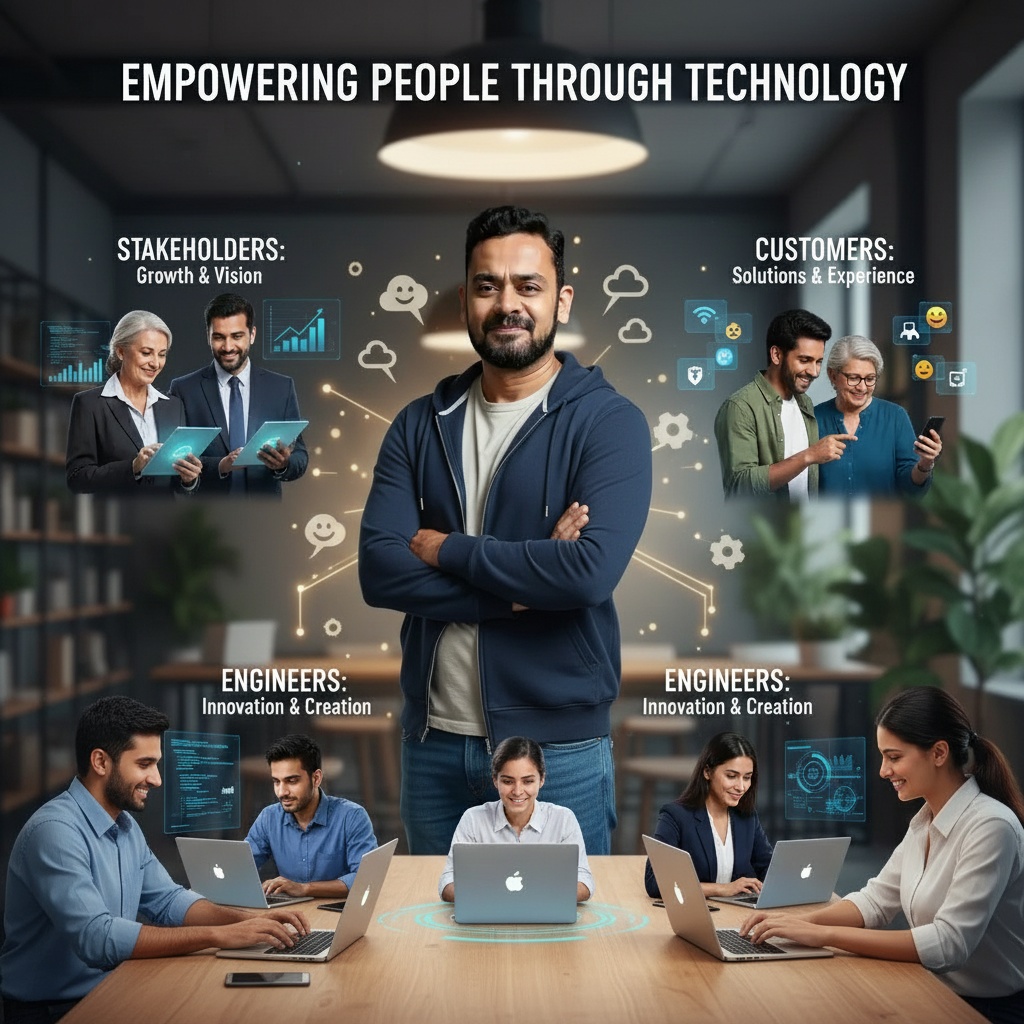 EMPOWERING PEOPLE THROUGH TECHNOLOGY
STAKEHOLDERS:
Growth & Vision
CUSTOMERS:
Solutions & Experience
ENGINEERS:
Innovation & Creation
ENGINEERS:
Innovation & Creation